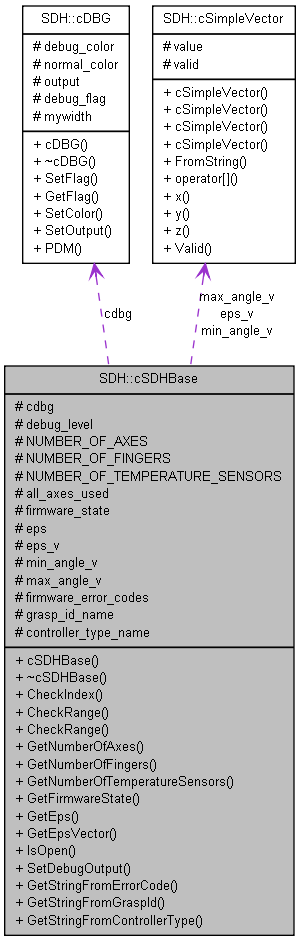 SDH::cDBG
# debug_color
# normal_color
# output
# debug_flag
# mywidth
+ cDBG()
+ ~cDBG()
+ SetFlag()
+ GetFlag()
+ SetColor()
+ SetOutput()
+ PDM()
SDH::cSimpleVector
# value
# valid
+ cSimpleVector()
+ cSimpleVector()
+ cSimpleVector()
+ cSimpleVector()
+ FromString()
+ operator[]()
+ x()
+ y()
+ z()
+ Valid()
cdbg
max_angle_v
eps_v
min_angle_v
SDH::cSDHBase
# cdbg
# debug_level
# NUMBER_OF_AXES
# NUMBER_OF_FINGERS
# NUMBER_OF_TEMPERATURE_SENSORS
# all_axes_used
# firmware_state
# eps
# eps_v
# min_angle_v
# max_angle_v
# firmware_error_codes
# grasp_id_name
# controller_type_name
+ cSDHBase()
+ ~cSDHBase()
+ CheckIndex()
+ CheckRange()
+ CheckRange()
+ GetNumberOfAxes()
+ GetNumberOfFingers()
+ GetNumberOfTemperatureSensors()
+ GetFirmwareState()
+ GetEps()
+ GetEpsVector()
+ IsOpen()
+ SetDebugOutput()
+ GetStringFromErrorCode()
+ GetStringFromGraspId()
+ GetStringFromControllerType()